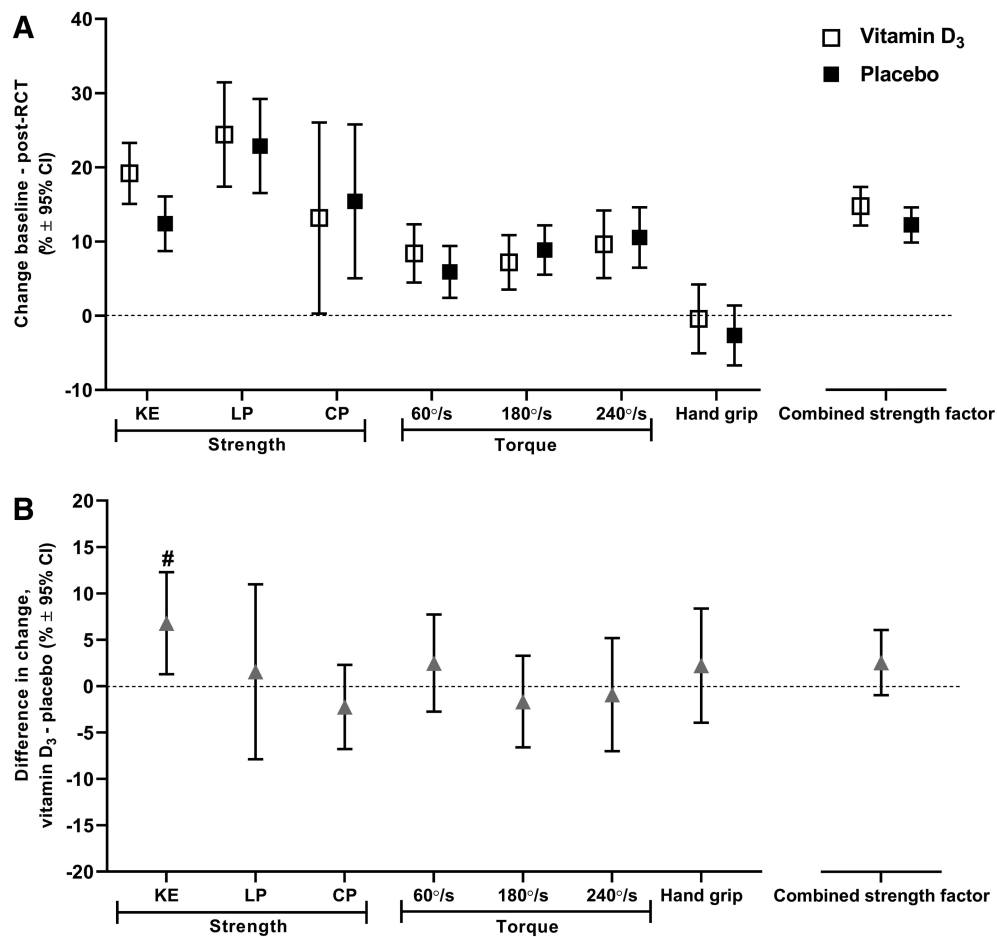 A
Change baseline - post-RCT
(% ± 95% CI)
40
30
20
10
0
-10
Vitamin D₃
Placebo
KE LP CP 60°/s 180°/s 240°/s Hand grip Combined strength factor
Strength Torque
B
Difference in change,
vitamin D₃ - placebo (% ± 95% CI)
20
15
10
5
0
-5
-10
-15
-20
#
KE LP CP 60°/s 180°/s 240°/s Hand grip Combined strength factor
Strength Torque